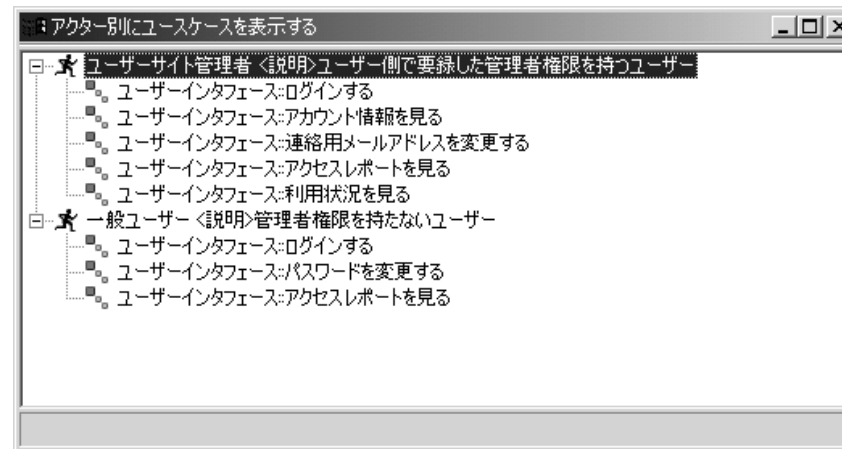 アクター別にユースケースを表示する
ユーザーサイト管理者 <説明>ユーザー側で要録した管理者権限を持つユーザー
ユーザーインタフェース::ログインする
ユーザーインタフェース::アカウント情報を見る
ユーザーインタフェース::連絡用メールアドレスを変更する
ユーザーインタフェース::アクセスレポートを見る
ユーザーインタフェース::利用状況を見る
一般ユーザー <説明>管理者権限を持たないユーザー
ユーザーインタフェース::ログインする
ユーザーインタフェース::パスワードを変更する
ユーザーインタフェース::アクセスレポートを見る